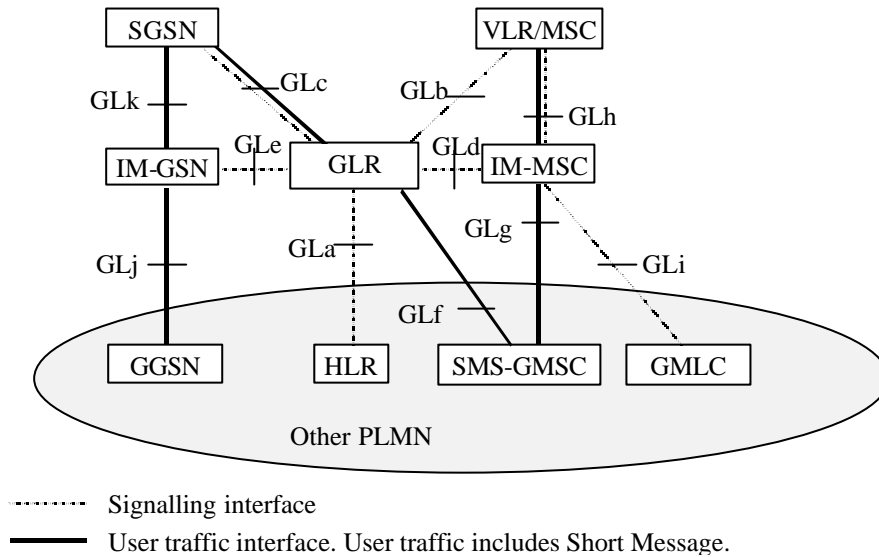 SGSN
VLR/MSC
GLk
GLc
GLb
GLh
GLe
GLd
IM-GSN
GLR
IM-MSC
GLj
GLa
GLg
GLi
GLf
GGSN
HLR
SMS-GMSC
GMLC
Other PLMN
Signalling interface
User traffic interface. User traffic includes Short Message.